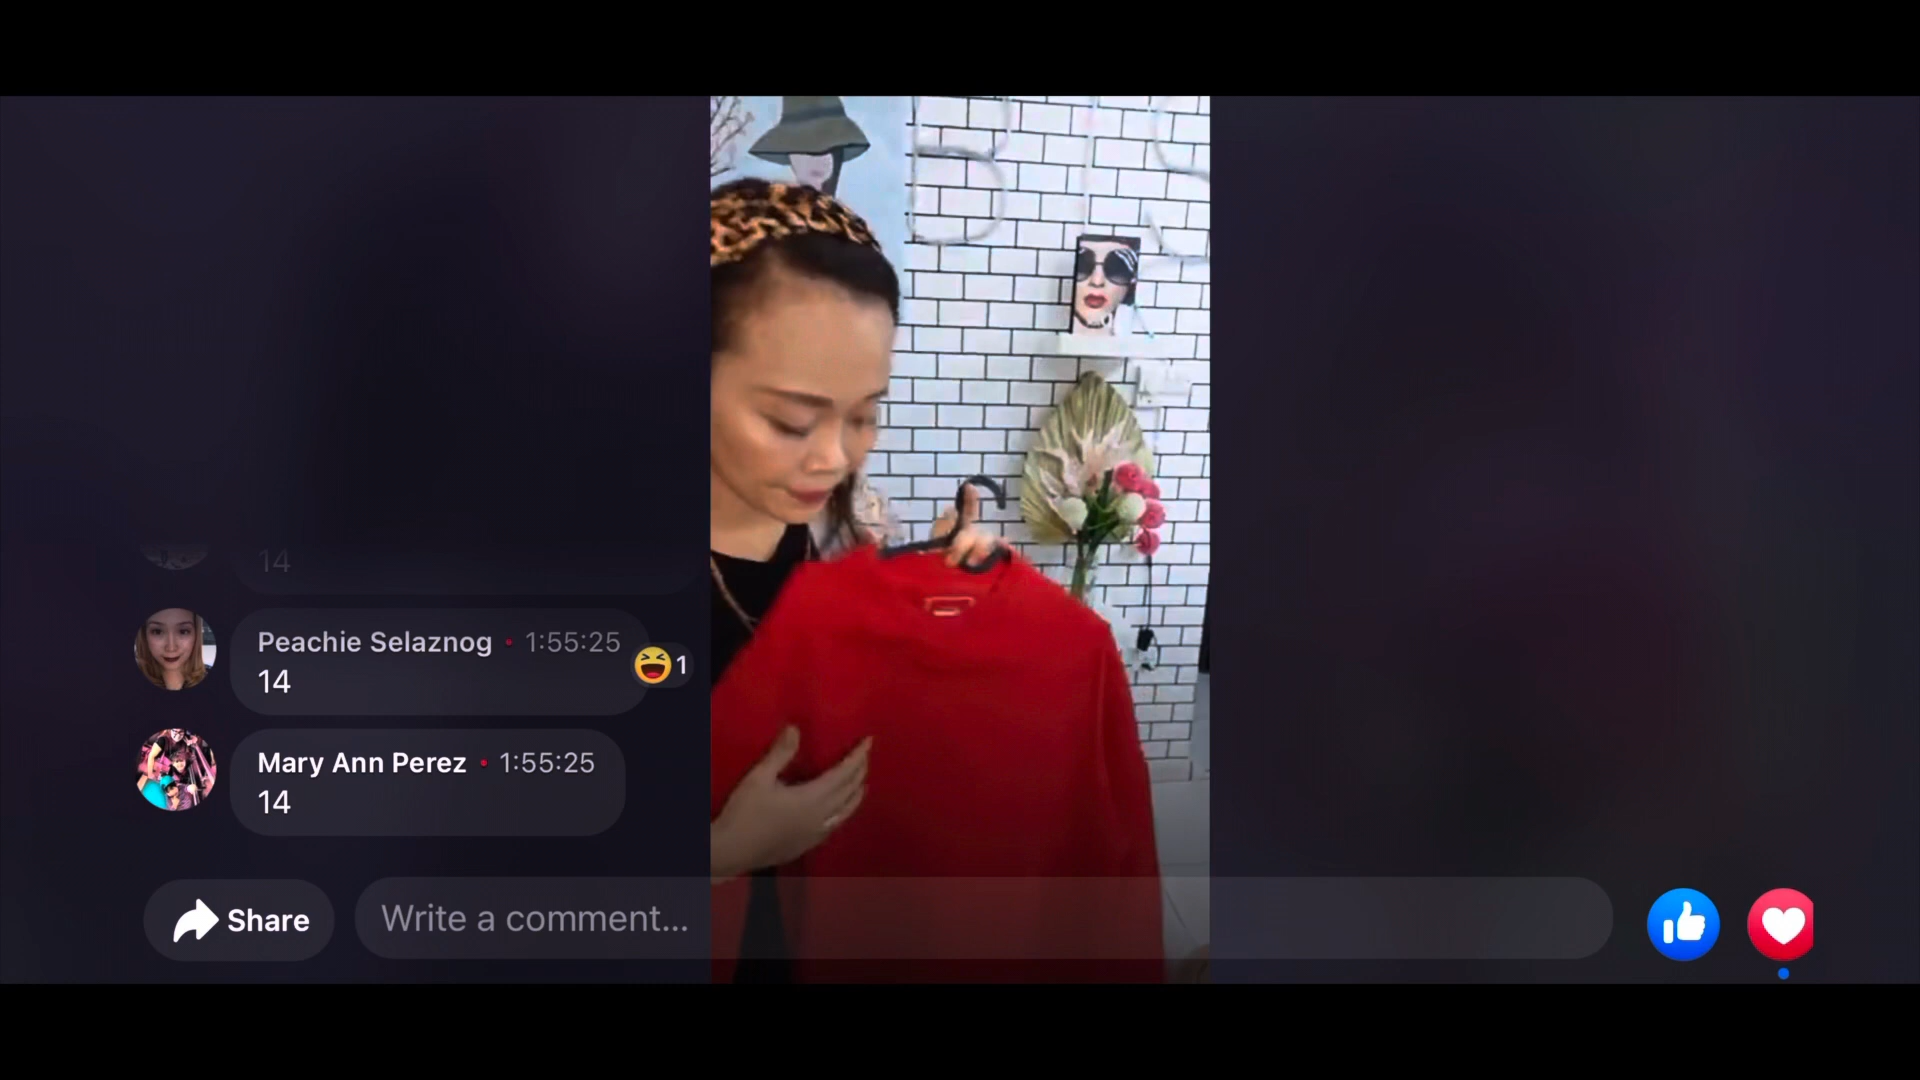 14
Peachie Selaznog • 1:55:25
14
1
Mary Ann Perez • 1:55:25
14
Share
Write a comment...